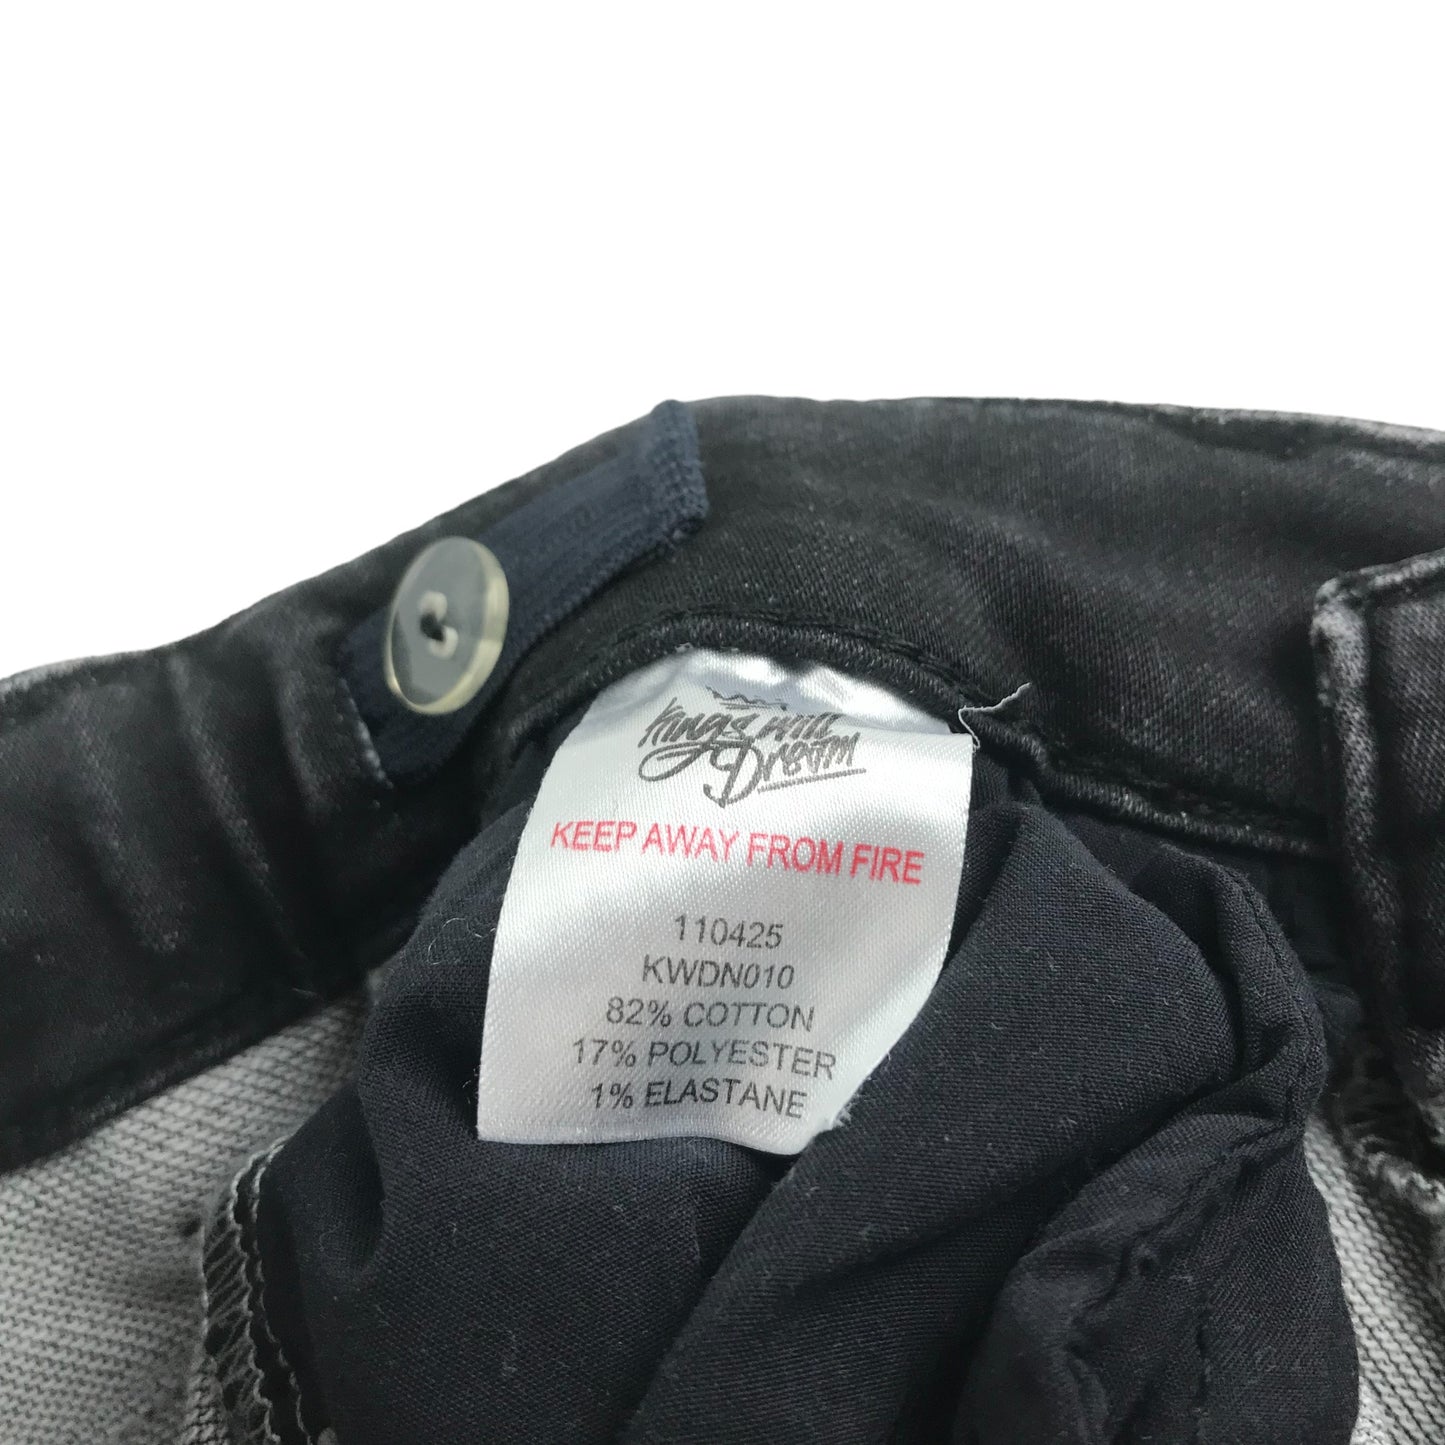 Kings will
Dream
KEEP AWAY FROM FIRE
110425
KWDN010
82% COTTON
17% POLYESTER
1% ELASTANE